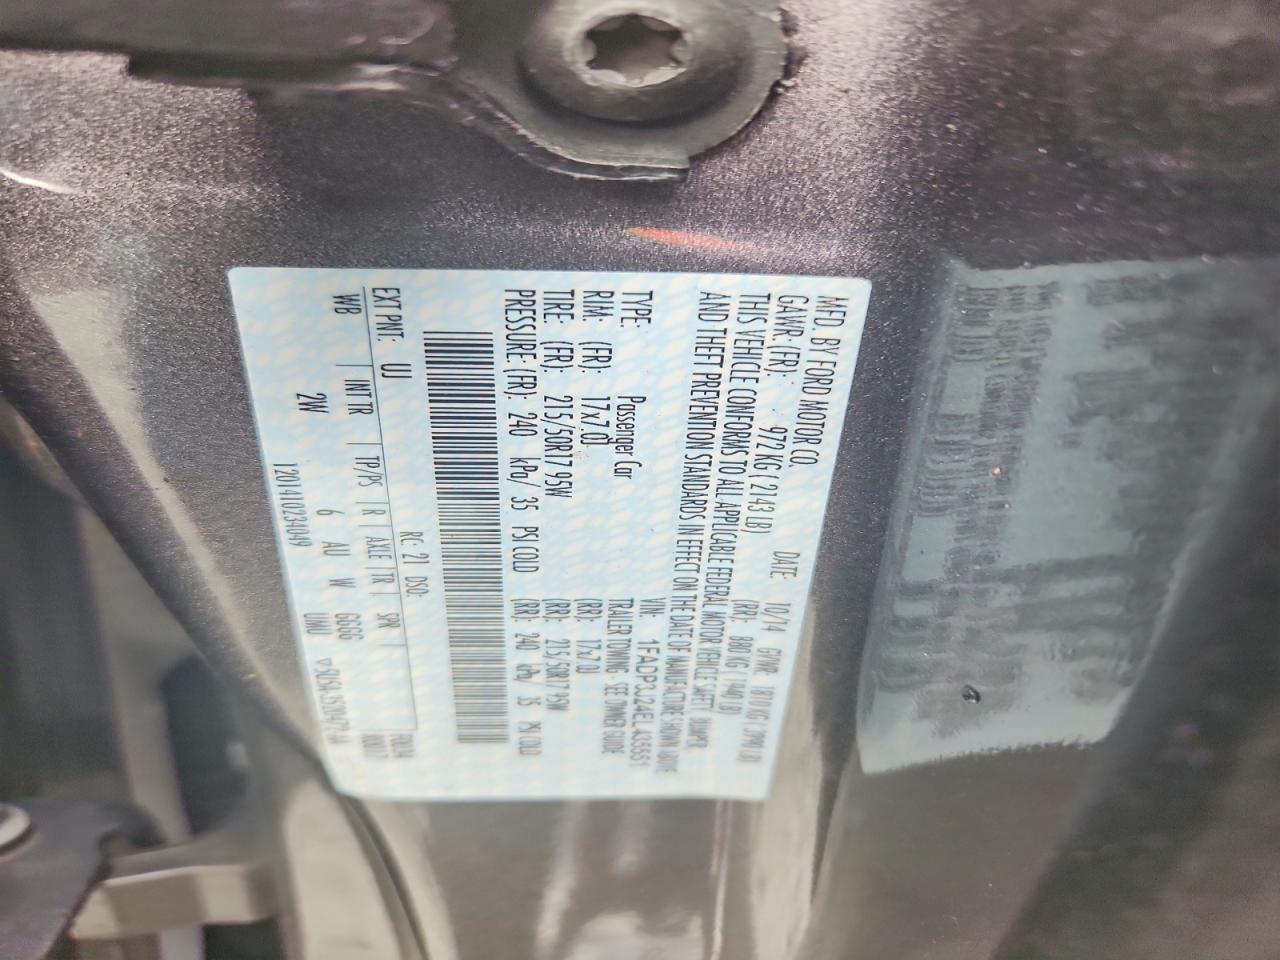 MFD. BY FORD MOTOR CO.
DATE: 10/14 GVWR: 1810 KG ( 3990 LB)
GAWR: (FR): 972 KG ( 2143 LB) (RR): 880 KG ( 1940 LB)
THIS VEHICLE CONFORMS TO ALL APPLICABLE FEDERAL MOTOR VEHICLE SAFETY BUMPER
AND THEFT PREVENTION STANDARDS IN EFFECT ON THE DATE OF MANUFACTURE SHOWN ABOVE
VIN: 1FADP3J24EL435551
TYPE: Passenger Car TRAILER TOWING - SEE OWNER GUIDE
RIM: (FR): 17x7.0J (RR): 17x7.0J
TIRE: (FR): 215/50R17 95W (RR): 215/50R17 95W
PRESSURE: (FR): 240 kPa/ 35 PSI COLD (RR): 240 kPa/ 35 PSI COLD
EXT PNT: UJ RC: 21 DSO:
WB INT TR TP/PS R AXLE TR SPR
2W 6 AU W GGGG
120141023
UUMU